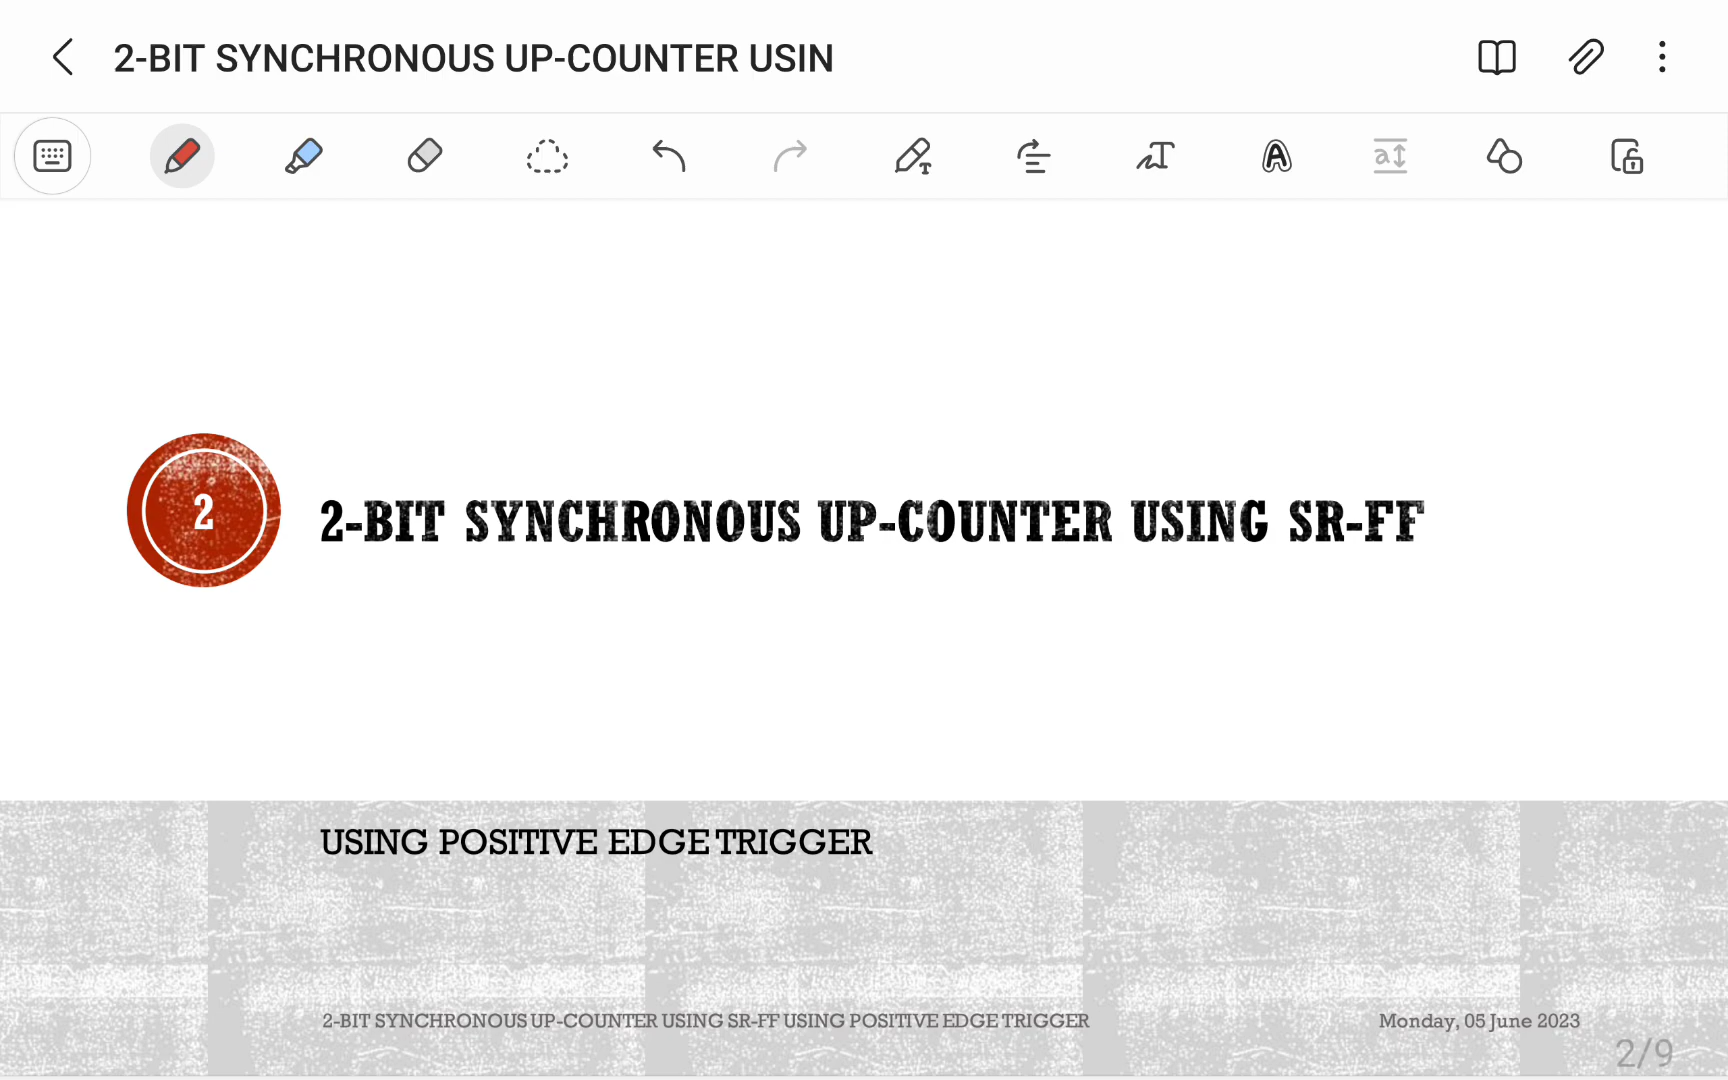 2-BIT SYNCHRONOUS UP-COUNTER USIN
2
2-BIT SYNCHRONOUS UP-COUNTER USING SR-FF
USING POSITIVE EDGE TRIGGER
2-BIT SYNCHRONOUS UP-COUNTER USING SR-FF USING POSITIVE EDGE TRIGGER
Monday, 05 June 2023
2/9